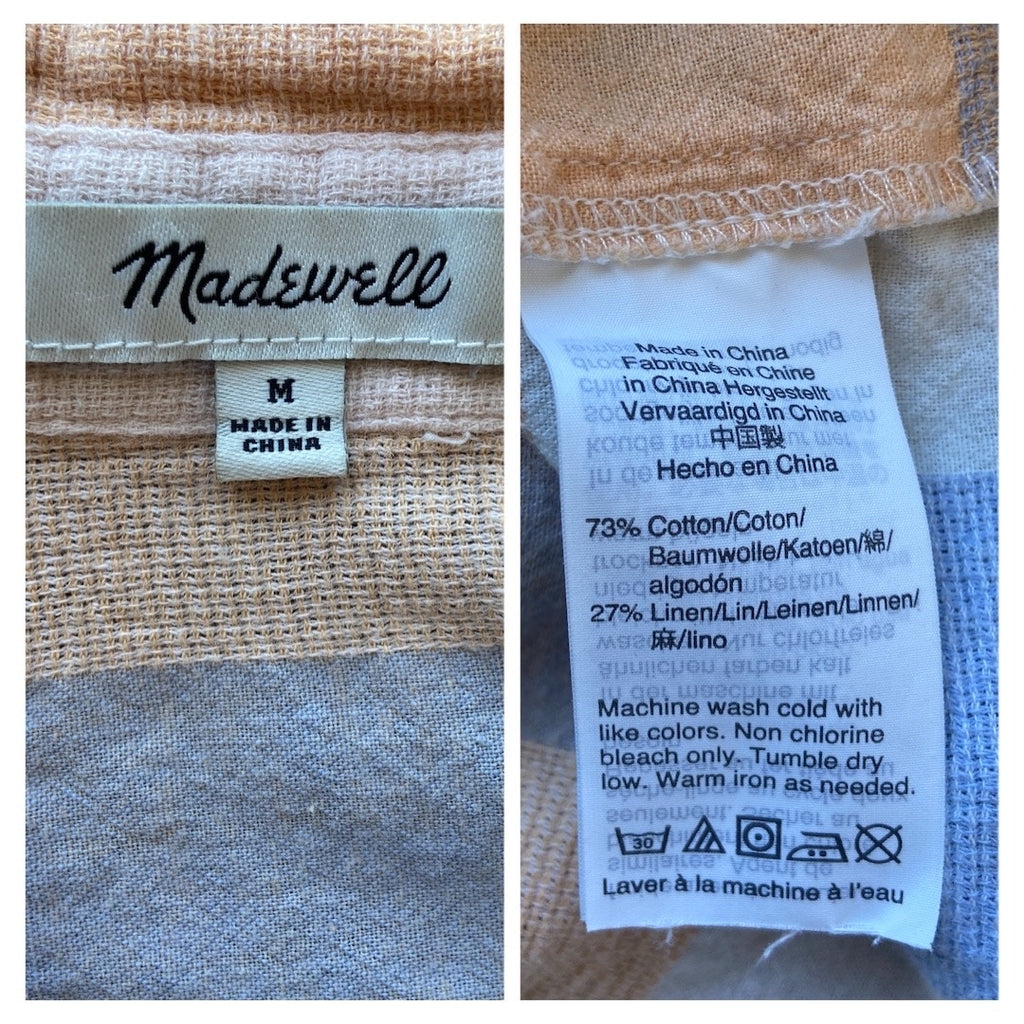 Madewell
M
MADE IN
CHINA
Made in China
Fabriqué en Chine
in China Hergestellt
Vervaardigd in China
中国製
Hecho en China
73% Cotton/Coton/
Baumwolle/Katoen/綿/
algodón
27% Linen/Lin/Leinen/Linnen/
麻/lino
Machine wash cold with
like colors. Non chlorine
bleach only. Tumble dry
low. Warm iron as needed.
30
Laver à la machine à l'eau